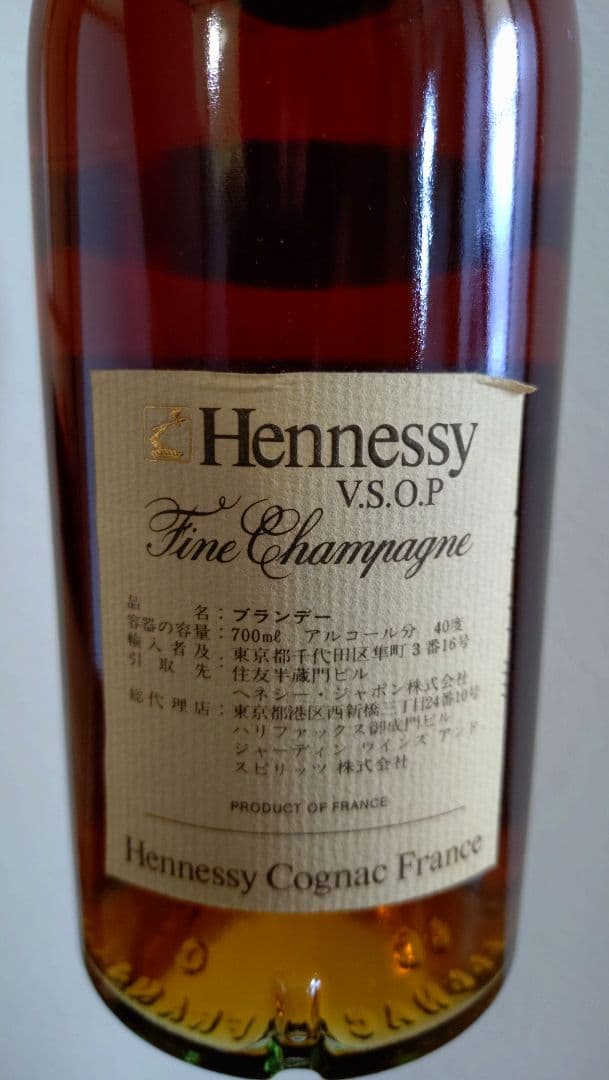 Hennessy
V.S.O.P
Fine Champagne
品名：ブランデー
容器の容量：700mℓ アルコール分 40度
輸入者及：東京都千代田区隼町3番16号
引取先：住友半蔵門ビル
ヘネシー・ジャポン株式会社
総代理店：東京都港区西新橋三丁目24番10号
ハリファックス御成門ビル
ジャーディン ワインズ アンド
スピリッツ 株式会社
PRODUCT OF FRANCE
Hennessy Cognac France